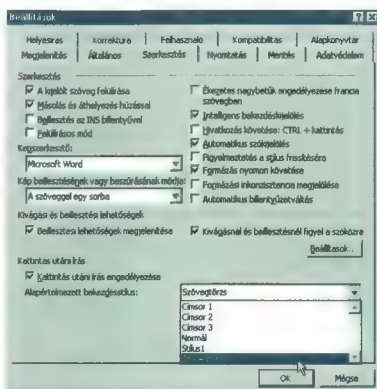 Beállítások
Helyesírás Korrektúra Felhasználó Kompatibilitás Alapkönyvtár
Megjelenítés Általános Szerkesztés Nyomtatás Mentés Adatvédelem
Szerkesztés
A kijelölt szöveg felülírása
Másolás és áthelyezés húzással
Beillesztés az INS billentyűvel
Felülírásos mód
Képszerkesztő:
Microsoft Word
Kép beillesztésének vagy beszúrásának módja:
A szöveggel egy sorba
Ékezetes nagybetűk engedélyezése francia
szövegben
Intelligens bekezdéskijelölés
Hivatkozás követése: CTRL + kattintás
Automatikus szókijelölés
Figyelmeztetés a stílus frissítésére
Formázás nyomon követése
Formázási inkonzisztencia megjelölése
Automatikus billentyűzetváltás
Kivágási és beillesztési lehetőségek
Beillesztési lehetőségek megjelenítése
Kivágásnál és beillesztésnél figyel a szóközre
Beállítások...
Kattintás utáni írás
Kattintás utáni írás engedélyezése
Alapértelmezett bekezdésstílus:
Szövegtörzs
Címsor 1
Címsor 2
Címsor 3
Normál
Stílus1
OK Mégse